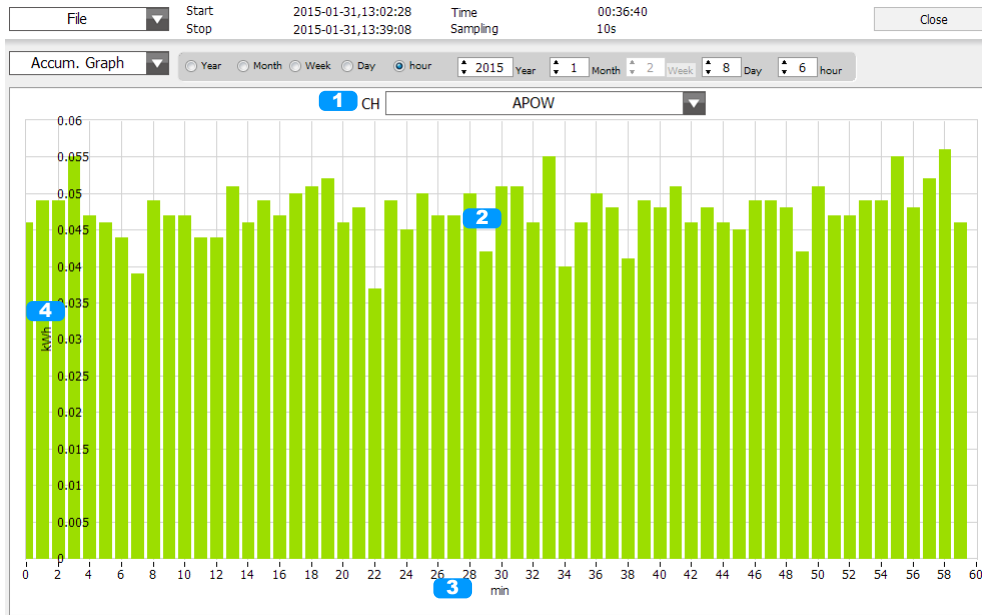 File Start 2015-01-31,13:02:28 Time 00:36:40 Close
Stop 2015-01-31,13:39:08 Sampling 10s
Accum. Graph Year Month Week Day hour 2015 Year 1 Month 2 Week 8 Day 6 hour
1 CH APOW
0.06
0.055
0.05
2
0.045
0.04
4 0.035
kWh 0.03
0.025
0.02
0.015
0.01
0.005
0
0 2 4 6 8 10 12 14 16 18 20 22 24 26 28 30 32 34 36 38 40 42 44 46 48 50 52 54 56 58 60
3 min